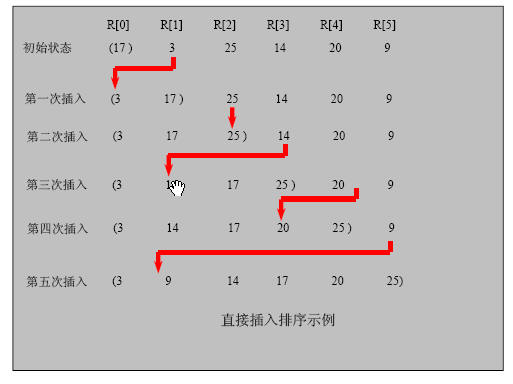 R[0] R[1] R[2] R[3] R[4] R[5]
初始状态 (17 ) 3 25 14 20 9
第一次插入 (3 17 ) 25 14 20 9
第二次插入 (3 17 25 ) 14 20 9
第三次插入 (3 17 25 ) 20 9
第四次插入 (3 14 17 20 25 ) 9
第五次插入 (3 9 14 17 20 25)
直接插入排序示例